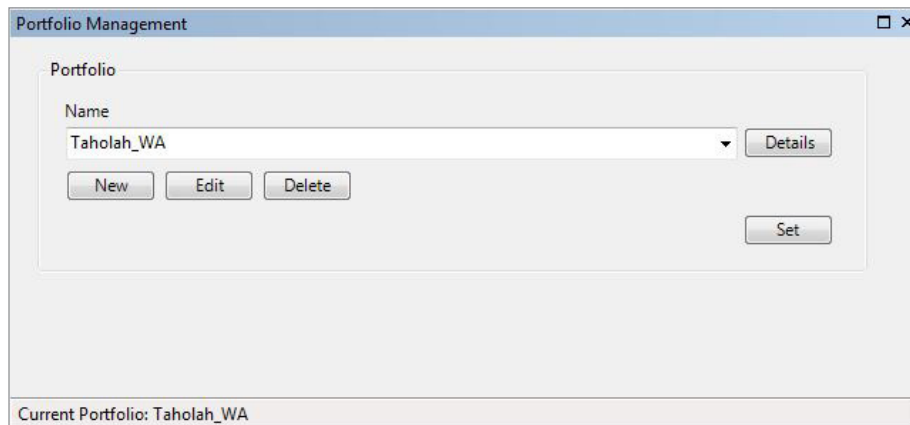 Portfolio Management
Portfolio
Name
Taholah_WA
Details
New Edit Delete
Set
Current Portfolio: Taholah_WA